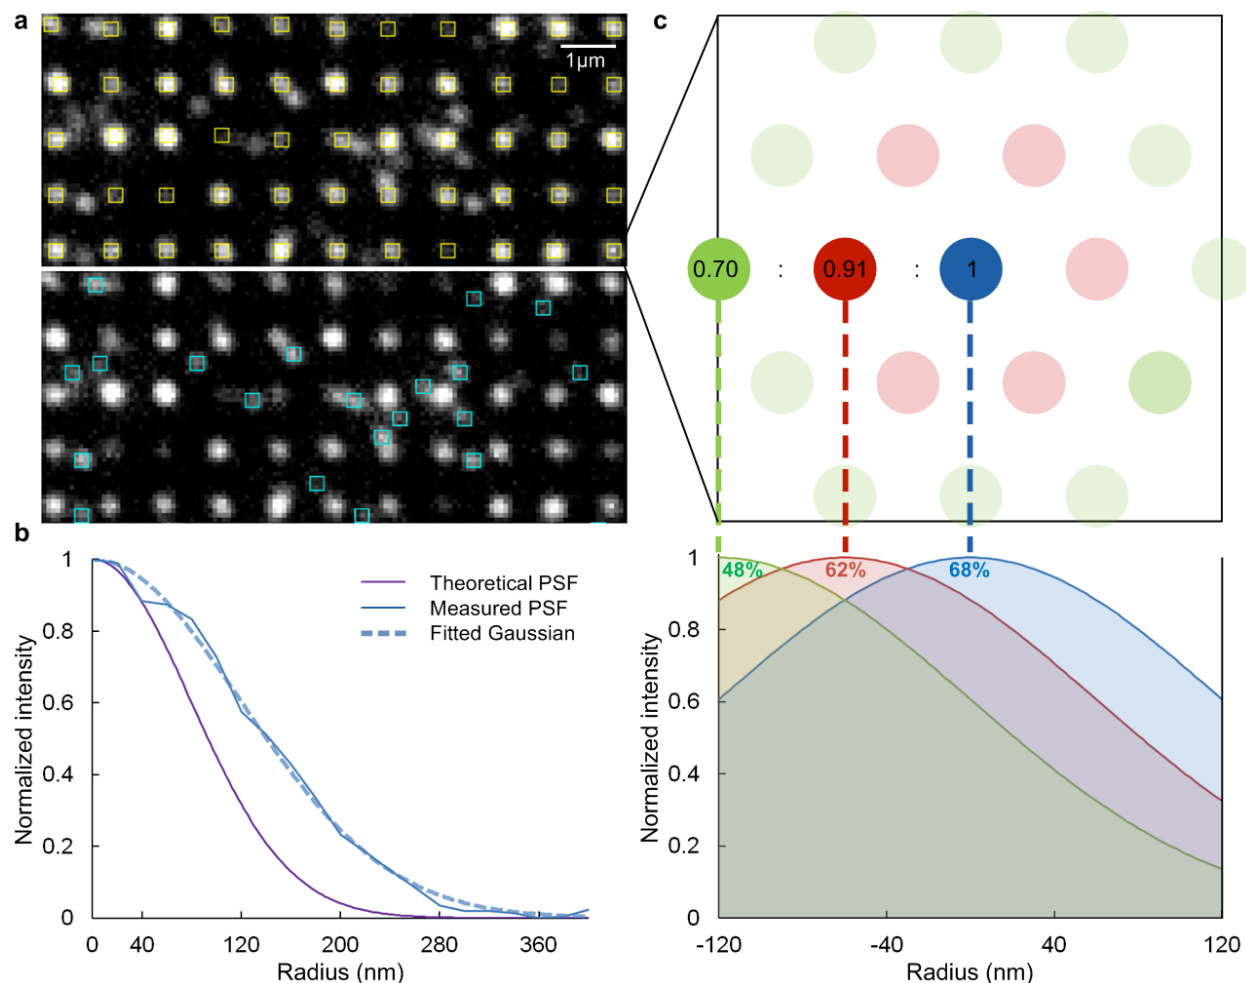 a
1µm
c
0.70 : 0.91 : 1
b
1
0.8
0.6
0.4
0.2
0
Normalized intensity
Theoretical PSF
Measured PSF
Fitted Gaussian
0 40 120 200 280 360
Radius (nm)
1
0.8
0.6
0.4
0.2
0
Normalized intensity
48% 62% 68%
-120 -40 40 120
Radius (nm)